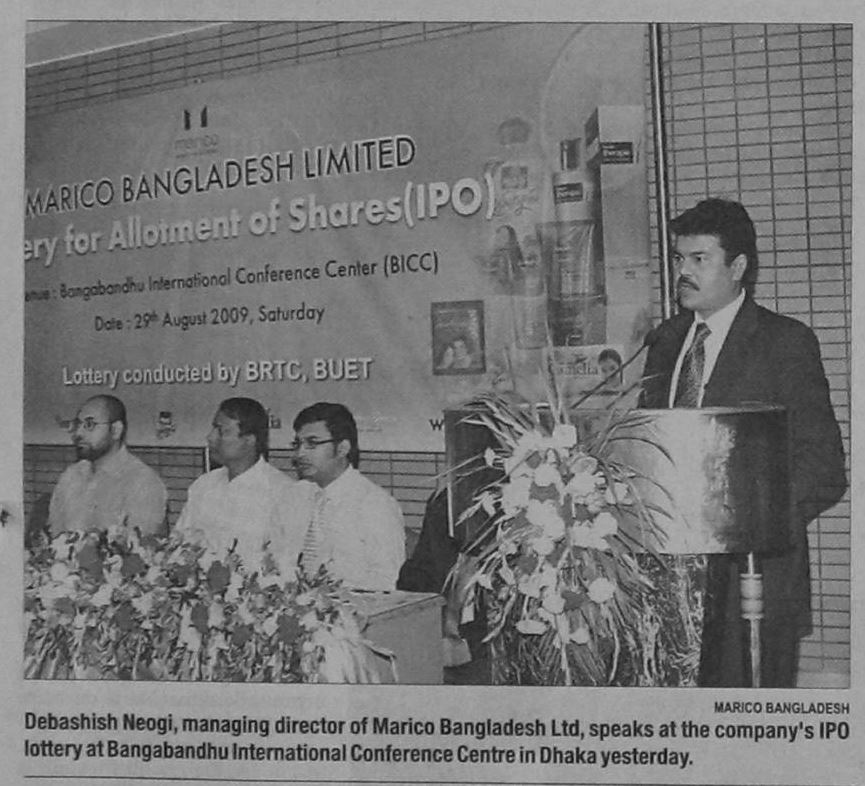 marico
MARICO BANGLADESH LIMITED
ery for Allotment of Shares(IPO)
enue : Bangabandhu International Conference Center (BICC)
Date : 29th August 2009, Saturday
Lottery conducted by BRTC, BUET
MARICO BANGLADESH
Debashish Neogi, managing director of Marico Bangladesh Ltd, speaks at the company's IPO
lottery at Bangabandhu International Conference Centre in Dhaka yesterday.